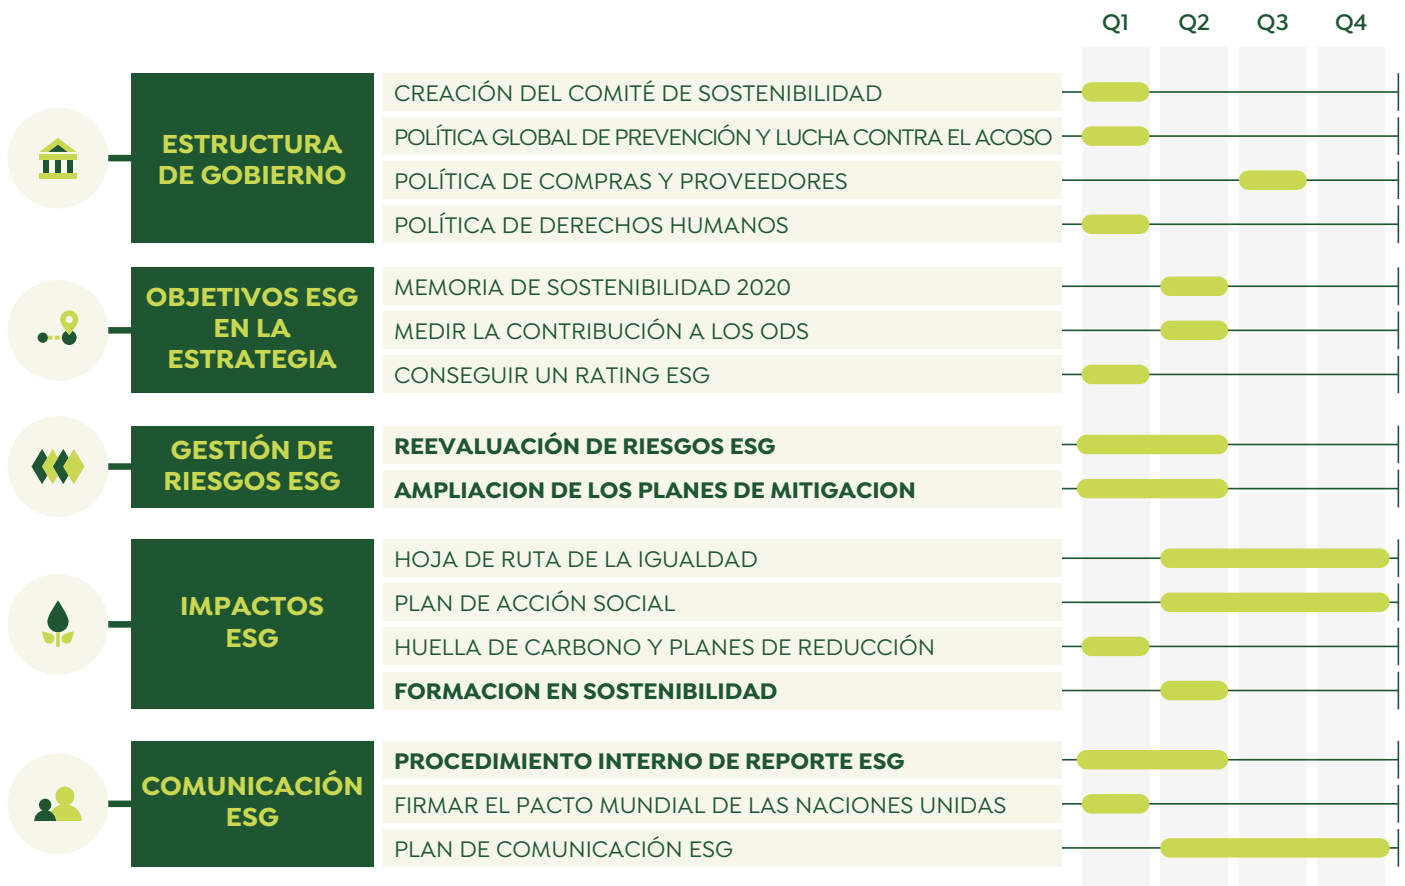 Q1 Q2 Q3 Q4
ESTRUCTURA
DE GOBIERNO
CREACIÓN DEL COMITÉ DE SOSTENIBILIDAD
POLÍTICA GLOBAL DE PREVENCIÓN Y LUCHA CONTRA EL ACOSO
POLÍTICA DE COMPRAS Y PROVEEDORES
POLÍTICA DE DERECHOS HUMANOS
OBJETIVOS ESG
EN LA
ESTRATEGIA
MEMORIA DE SOSTENIBILIDAD 2020
MEDIR LA CONTRIBUCIÓN A LOS ODS
CONSEGUIR UN RATING ESG
GESTIÓN DE
RIESGOS ESG
REEVALUACIÓN DE RIESGOS ESG
AMPLIACION DE LOS PLANES DE MITIGACION
IMPACTOS
ESG
HOJA DE RUTA DE LA IGUALDAD
PLAN DE ACCIÓN SOCIAL
HUELLA DE CARBONO Y PLANES DE REDUCCIÓN
FORMACION EN SOSTENIBILIDAD
COMUNICACIÓN
ESG
PROCEDIMIENTO INTERNO DE REPORTE ESG
FIRMAR EL PACTO MUNDIAL DE LAS NACIONES UNIDAS
PLAN DE COMUNICACIÓN ESG